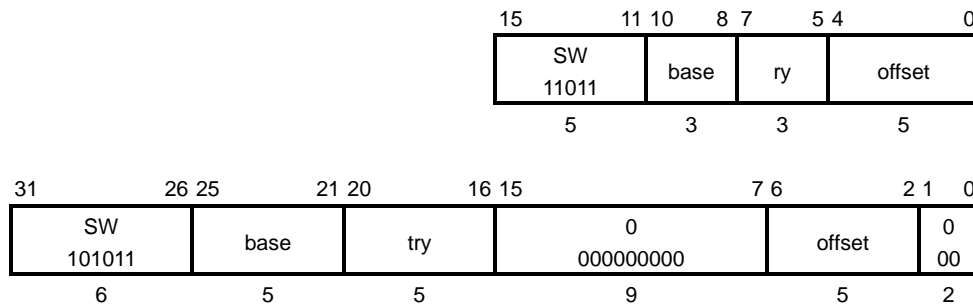 15 11 10 8 7 5 4 0
SW
11011 base ry offset
5 3 3 5
31 26 25 21 20 16 15 7 6 2 1 0
SW
101011 base try 0
000000000 offset 0
00
6 5 5 9 5 2